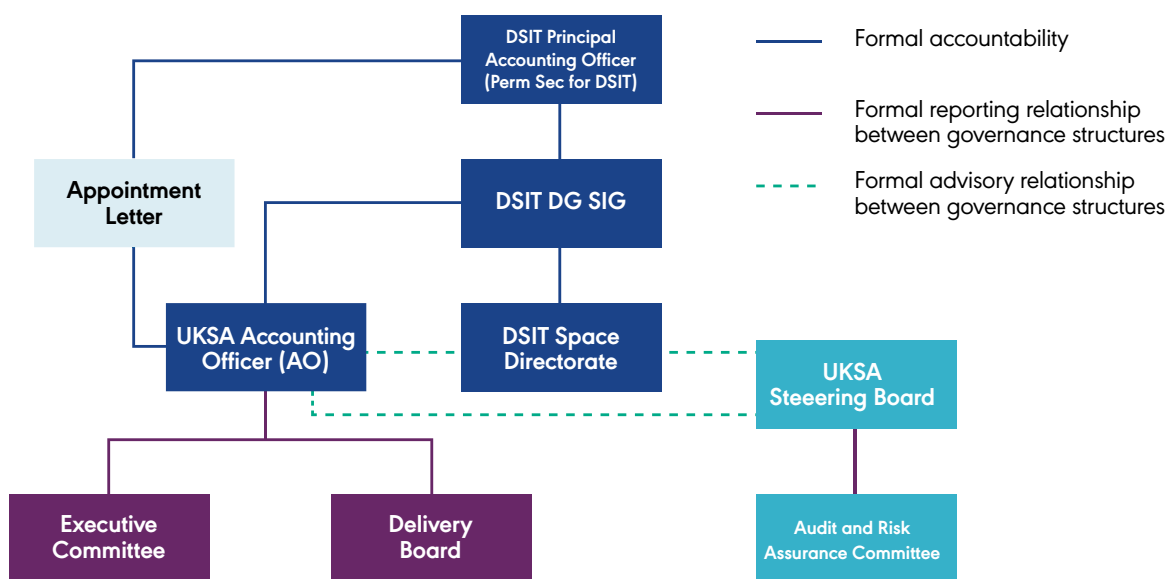 DSIT Principal
Accounting Officer
(Perm Sec for DSIT)
Formal accountability
Formal reporting relationship
between governance structures
Formal advisory relationship
between governance structures
Appointment
Letter
DSIT DG SIG
UKSA Accounting
Officer (AO)
DSIT Space
Directorate
UKSA
Steeering Board
Executive
Committee
Delivery
Board
Audit and Risk
Assurance Committee